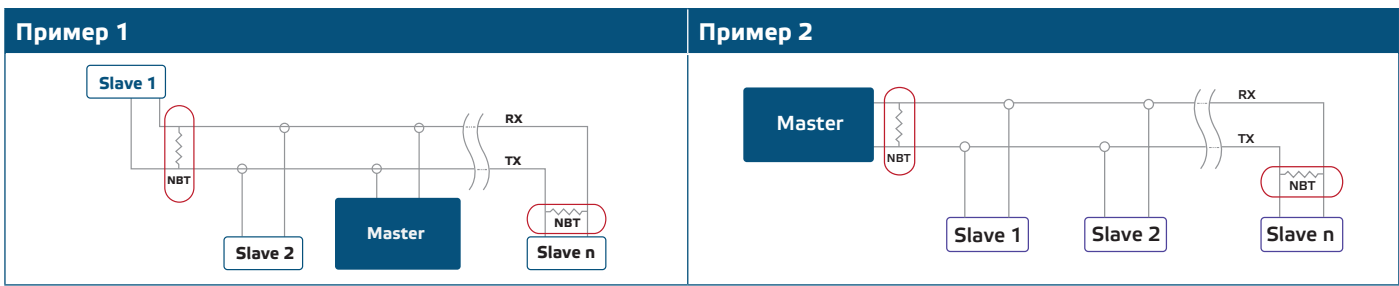 Пример 1
Slave 1
RX
TX
NBT
NBT
Master
Slave 2
Slave n
Пример 2
RX
Master
TX
NBT
NBT
Slave 1
Slave 2
Slave n